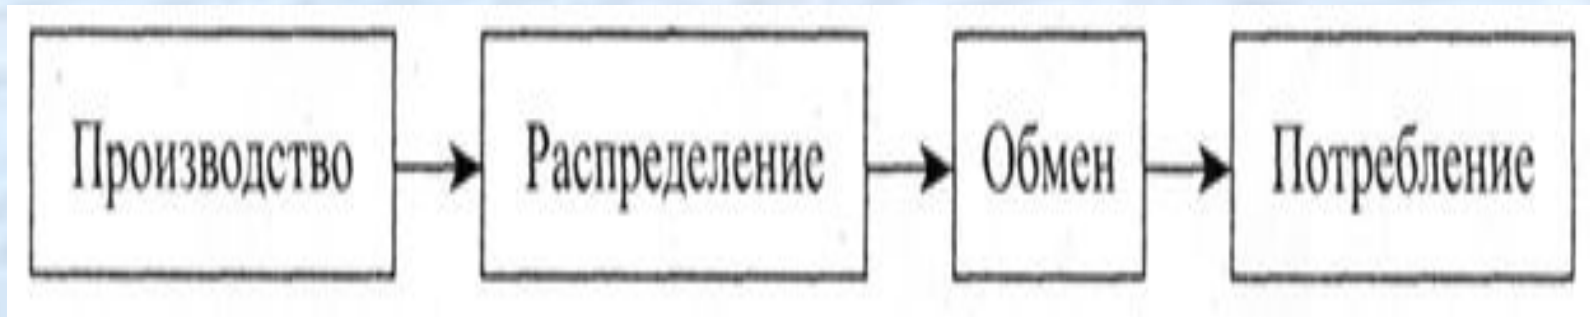 Производство
Распределение
Обмен
Потребление